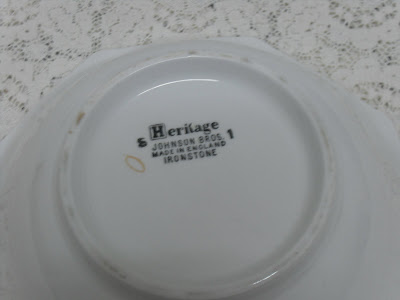 Heritage
JOHNSON BROS.
MADE IN ENGLAND
IRONSTONE
1